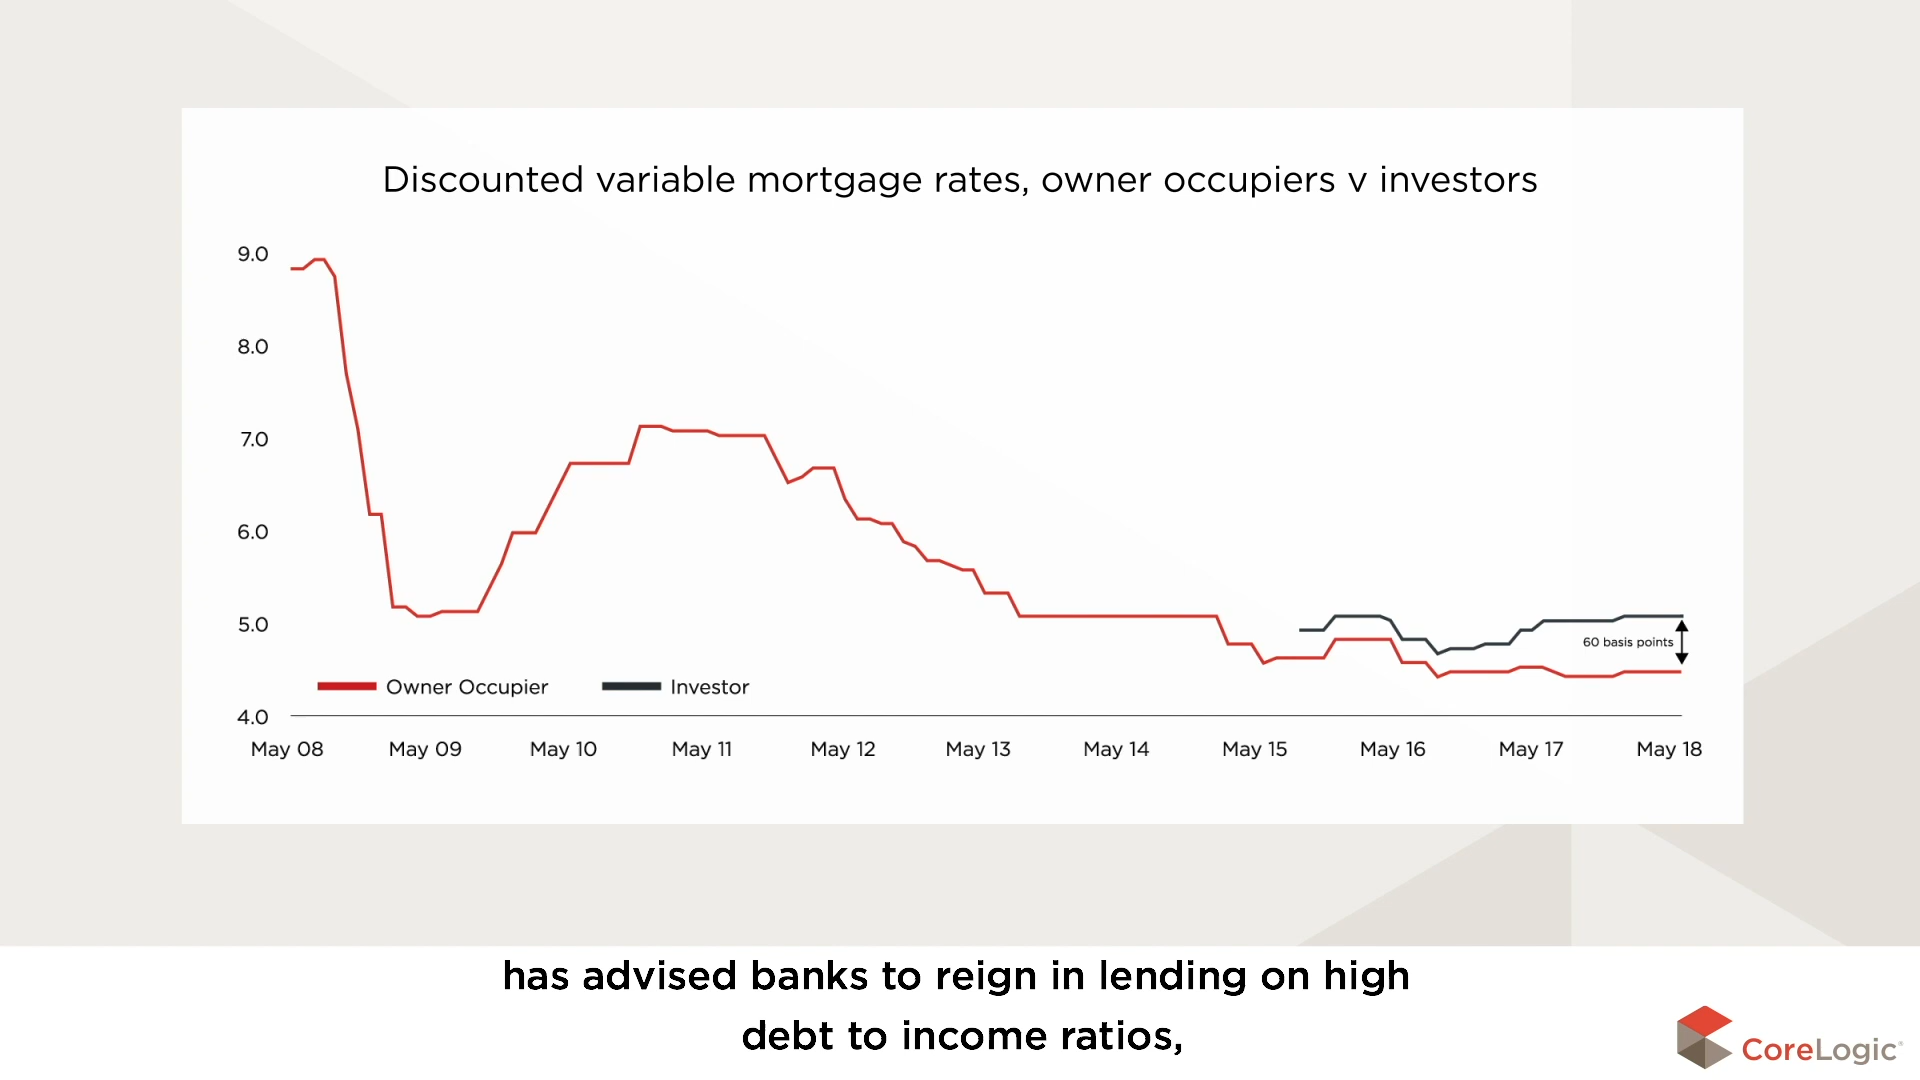 Discounted variable mortgage rates, owner occupiers v investors
9.0
8.0
7.0
6.0
5.0
4.0
60 basis points
Owner Occupier
Investor
May 08
May 09
May 10
May 11
May 12
May 13
May 14
May 15
May 16
May 17
May 18
has advised banks to reign in lending on high
debt to income ratios,
CoreLogic